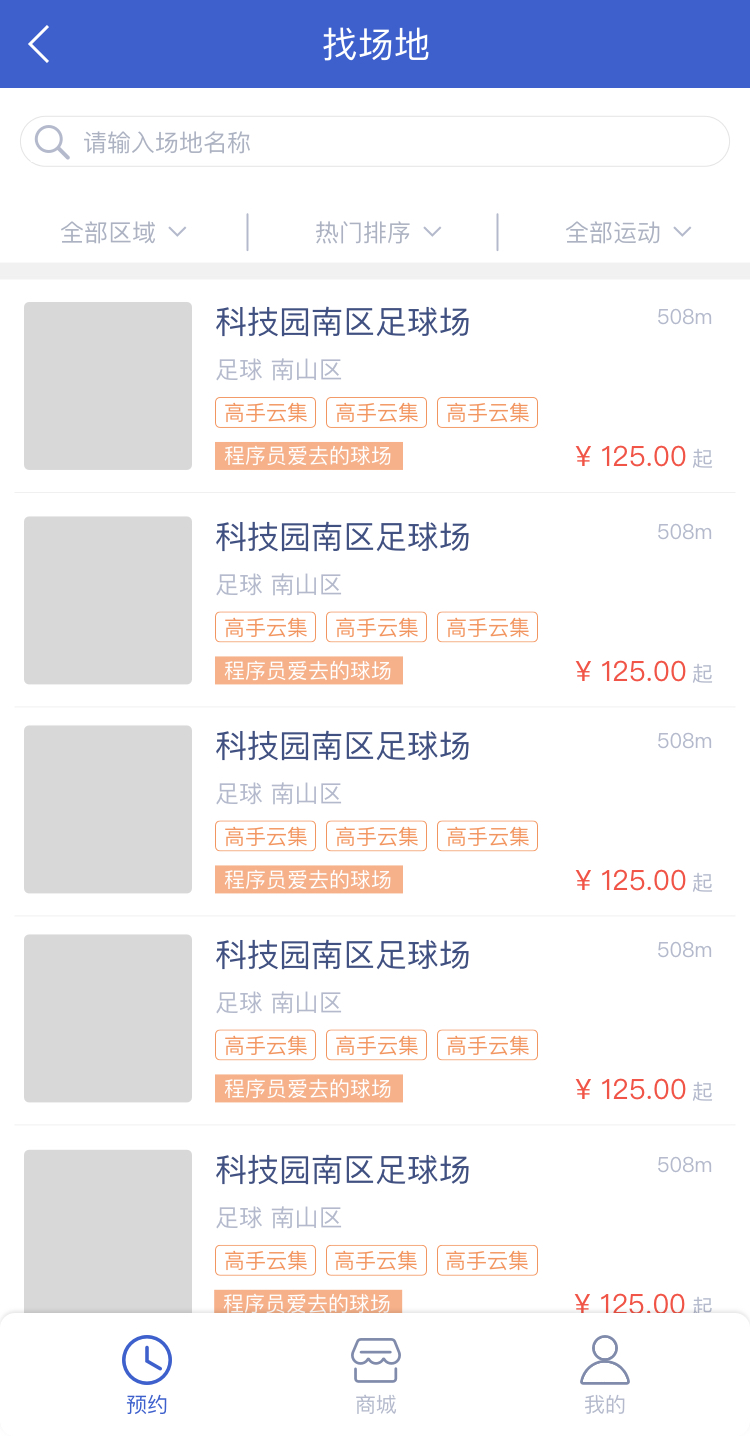 找场地
请输入场地名称
全部区域 热门排序 全部运动
科技园南区足球场 508m
足球 南山区
高手云集 高手云集 高手云集
程序员爱去的球场 ¥ 125.00 起
科技园南区足球场 508m
足球 南山区
高手云集 高手云集 高手云集
程序员爱去的球场 ¥ 125.00 起
科技园南区足球场 508m
足球 南山区
高手云集 高手云集 高手云集
程序员爱去的球场 ¥ 125.00 起
科技园南区足球场 508m
足球 南山区
高手云集 高手云集 高手云集
程序员爱去的球场 ¥ 125.00 起
科技园南区足球场 508m
足球 南山区
高手云集 高手云集 高手云集
程序员爱去的球场 ¥ 125.00 起
预约 商城 我的